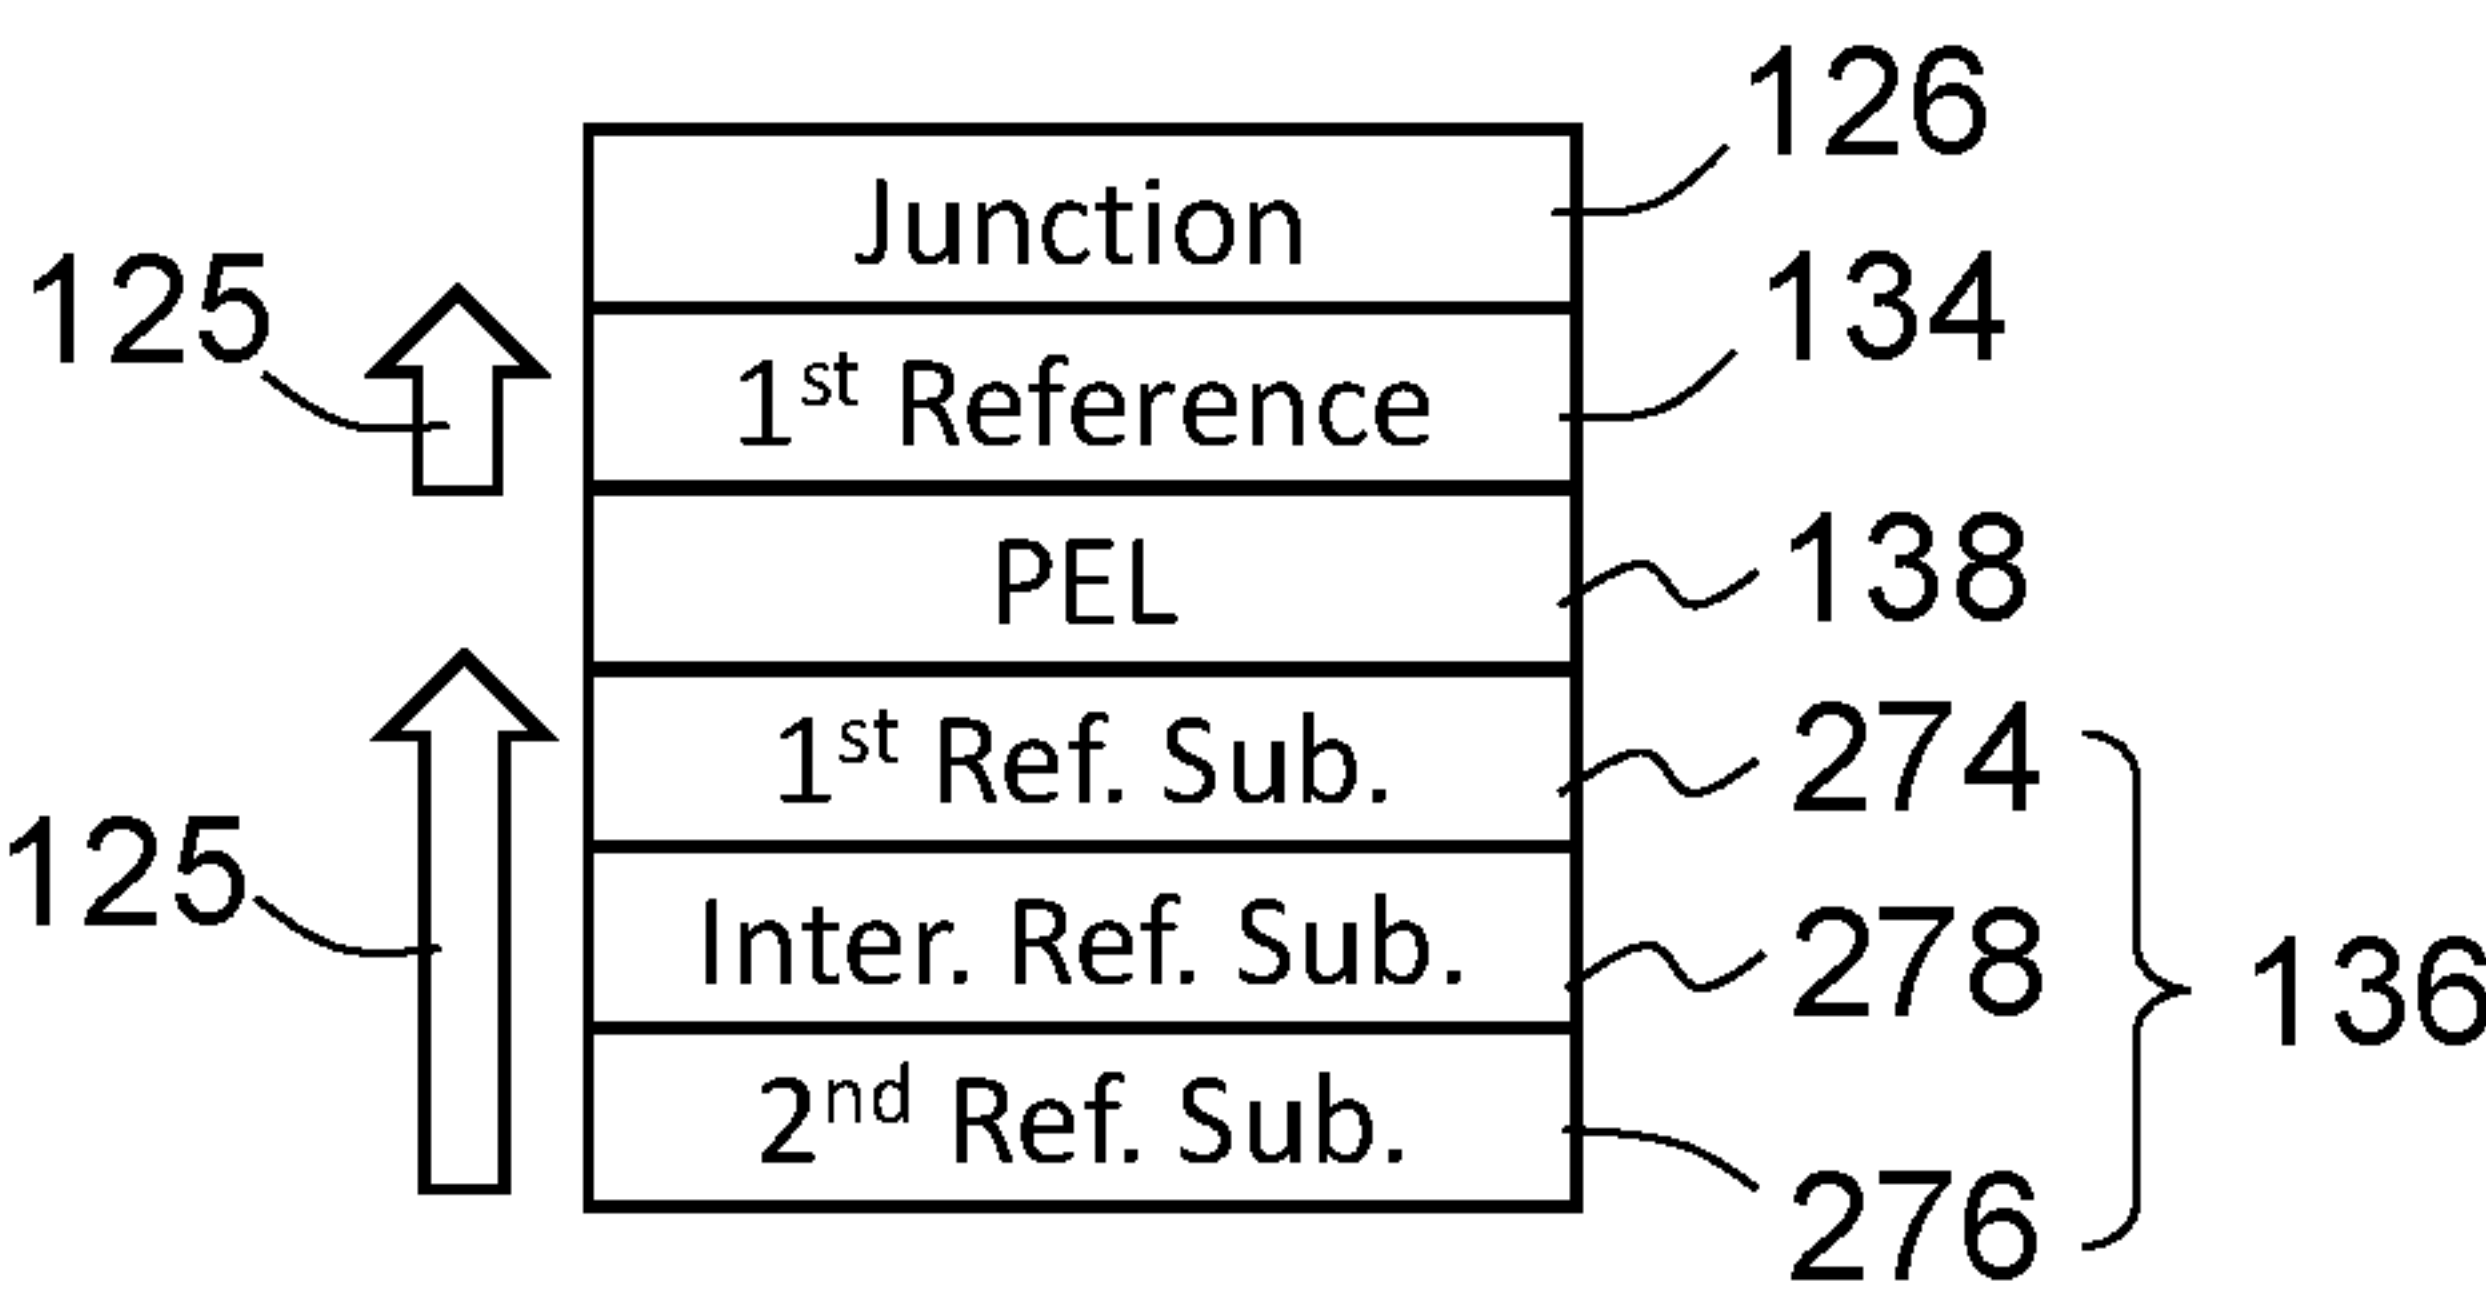 126
Junction
125
134
1st Reference
138
PEL
274
1st Ref. Sub.
125
278
Inter. Ref. Sub.
136
2nd Ref. Sub.
276